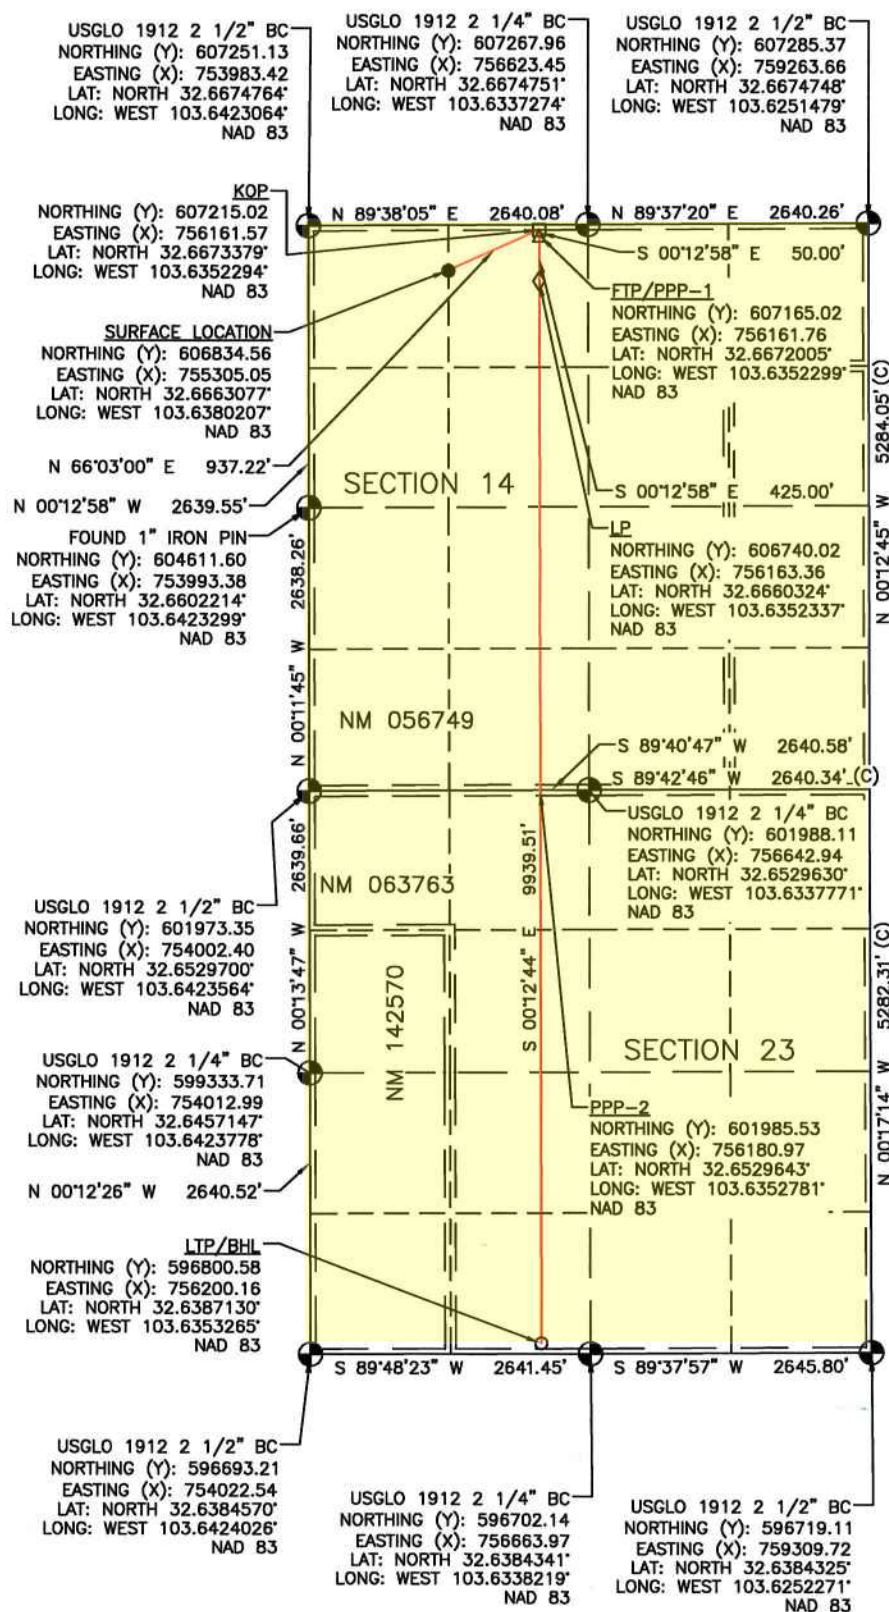 USGLO 1912 2 1/2" BC
NORTHING (Y): 607251.13
EASTING (X): 753983.42
LAT: NORTH 32.6674764°
LONG: WEST 103.6423064°
NAD 83
USGLO 1912 2 1/4" BC
NORTHING (Y): 607267.96
EASTING (X): 756623.45
LAT: NORTH 32.6674751°
LONG: WEST 103.6337274°
NAD 83
USGLO 1912 2 1/2" BC
NORTHING (Y): 607285.37
EASTING (X): 759263.66
LAT: NORTH 32.6674748°
LONG: WEST 103.6251479°
NAD 83
N 89°38'05" E 2640.08'
N 89°37'20" E 2640.26'
KOP
NORTHING (Y): 607215.02
EASTING (X): 756161.57
LAT: NORTH 32.6673379°
LONG: WEST 103.6352294°
NAD 83
S 00°12'58" E 50.00'
FTP/PPP-1
NORTHING (Y): 607165.02
EASTING (X): 756161.76
LAT: NORTH 32.6672005°
LONG: WEST 103.6352299°
NAD 83
SURFACE LOCATION
NORTHING (Y): 606834.56
EASTING (X): 755305.05
LAT: NORTH 32.6663077°
LONG: WEST 103.6380207°
NAD 83
N 66°03'00" E 937.22'
N 00°12'58" W 2639.55'
SECTION 14
S 00°12'58" E 425.00'
N 00°12'45" W 5284.05' (C)
FOUND 1" IRON PIN
NORTHING (Y): 604611.60
EASTING (X): 753993.38
LAT: NORTH 32.6602214°
LONG: WEST 103.6423299°
NAD 83
LP
NORTHING (Y): 606740.02
EASTING (X): 756163.36
LAT: NORTH 32.6660324°
LONG: WEST 103.6352337°
NAD 83
N 00°11'45" W 2638.26'
NM 056749
S 89°40'47" W 2640.58'
S 89°42'46" W 2640.34' (C)
USGLO 1912 2 1/4" BC
NORTHING (Y): 601988.11
EASTING (X): 756642.94
LAT: NORTH 32.6529630°
LONG: WEST 103.6337771°
NAD 83
N 00°13'47" W 2639.66'
NM 063763
S 00°12'44" E 9939.51'
USGLO 1912 2 1/2" BC
NORTHING (Y): 601973.35
EASTING (X): 754002.40
LAT: NORTH 32.6529700°
LONG: WEST 103.6423564°
NAD 83
NM 142570
SECTION 23
N 00°17'14" W 5282.31' (C)
USGLO 1912 2 1/4" BC
NORTHING (Y): 599333.71
EASTING (X): 754012.99
LAT: NORTH 32.6457147°
LONG: WEST 103.6423778°
NAD 83
PPP-2
NORTHING (Y): 601985.53
EASTING (X): 756180.97
LAT: NORTH 32.6529643°
LONG: WEST 103.6352781°
NAD 83
N 00°12'26" W 2640.52'
LTP/BHL
NORTHING (Y): 596800.58
EASTING (X): 756200.16
LAT: NORTH 32.6387130°
LONG: WEST 103.6353265°
NAD 83
S 89°48'23" W 2641.45'
S 89°37'57" W 2645.80'
USGLO 1912 2 1/2" BC
NORTHING (Y): 596693.21
EASTING (X): 754022.54
LAT: NORTH 32.6384570°
LONG: WEST 103.6424026°
NAD 83
USGLO 1912 2 1/4" BC
NORTHING (Y): 596702.14
EASTING (X): 756663.97
LAT: NORTH 32.6384341°
LONG: WEST 103.6338219°
NAD 83
USGLO 1912 2 1/2" BC
NORTHING (Y): 596719.11
EASTING (X): 759309.72
LAT: NORTH 32.6384325°
LONG: WEST 103.6252271°
NAD 83